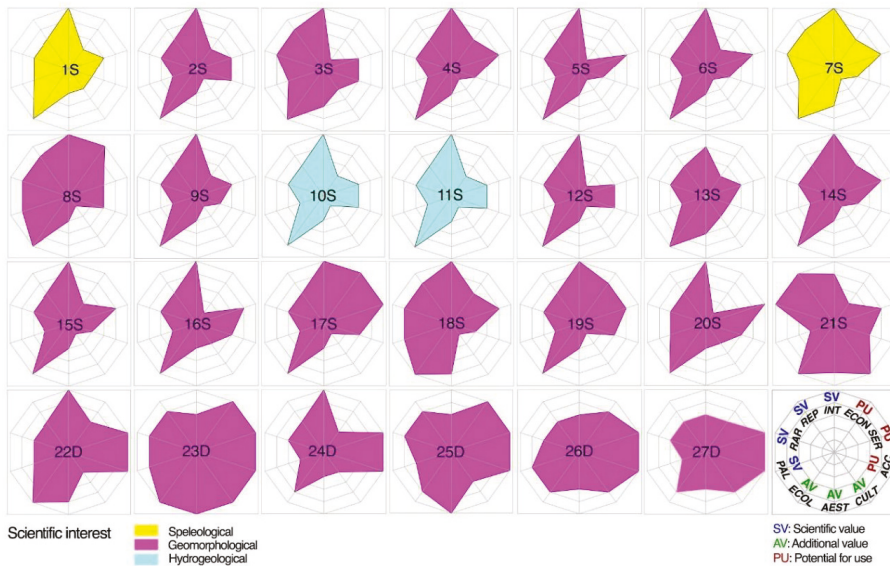 1S 2S 3S 4S 5S 6S 7S
8S 9S 10S 11S 12S 13S 14S
15S 16S 17S 18S 19S 20S 21S
22D 23D 24D 25D 26D 27D
SV SV SV PU PU
RAR REP INT ECON SER
SV PU
PAL ECOL AEST CULT ACC
AV AV AV
Scientific interest
Speleological
Geomorphological
Hydrogeological
SV: Scientific value
AV: Additional value
PU: Potential for use